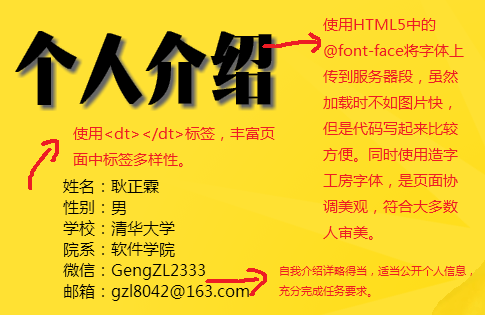 个人介绍
使用HTML5中的
@font-face将字体上
传到服务器段，虽然
加载时不如图片快，
但是代码写起来比较
方便。同时使用造字
工房字体，是页面协
调美观，符合大多数
人审美。
使用<dt></dt>标签，丰富页
面中标签多样性。
姓名：耿正霖
性别：男
学校：清华大学
院系：软件学院
微信：GengZL2333
邮箱：gzl8042@163.com
自我介绍详略得当，适当公开个人信息，
充分完成任务要求。